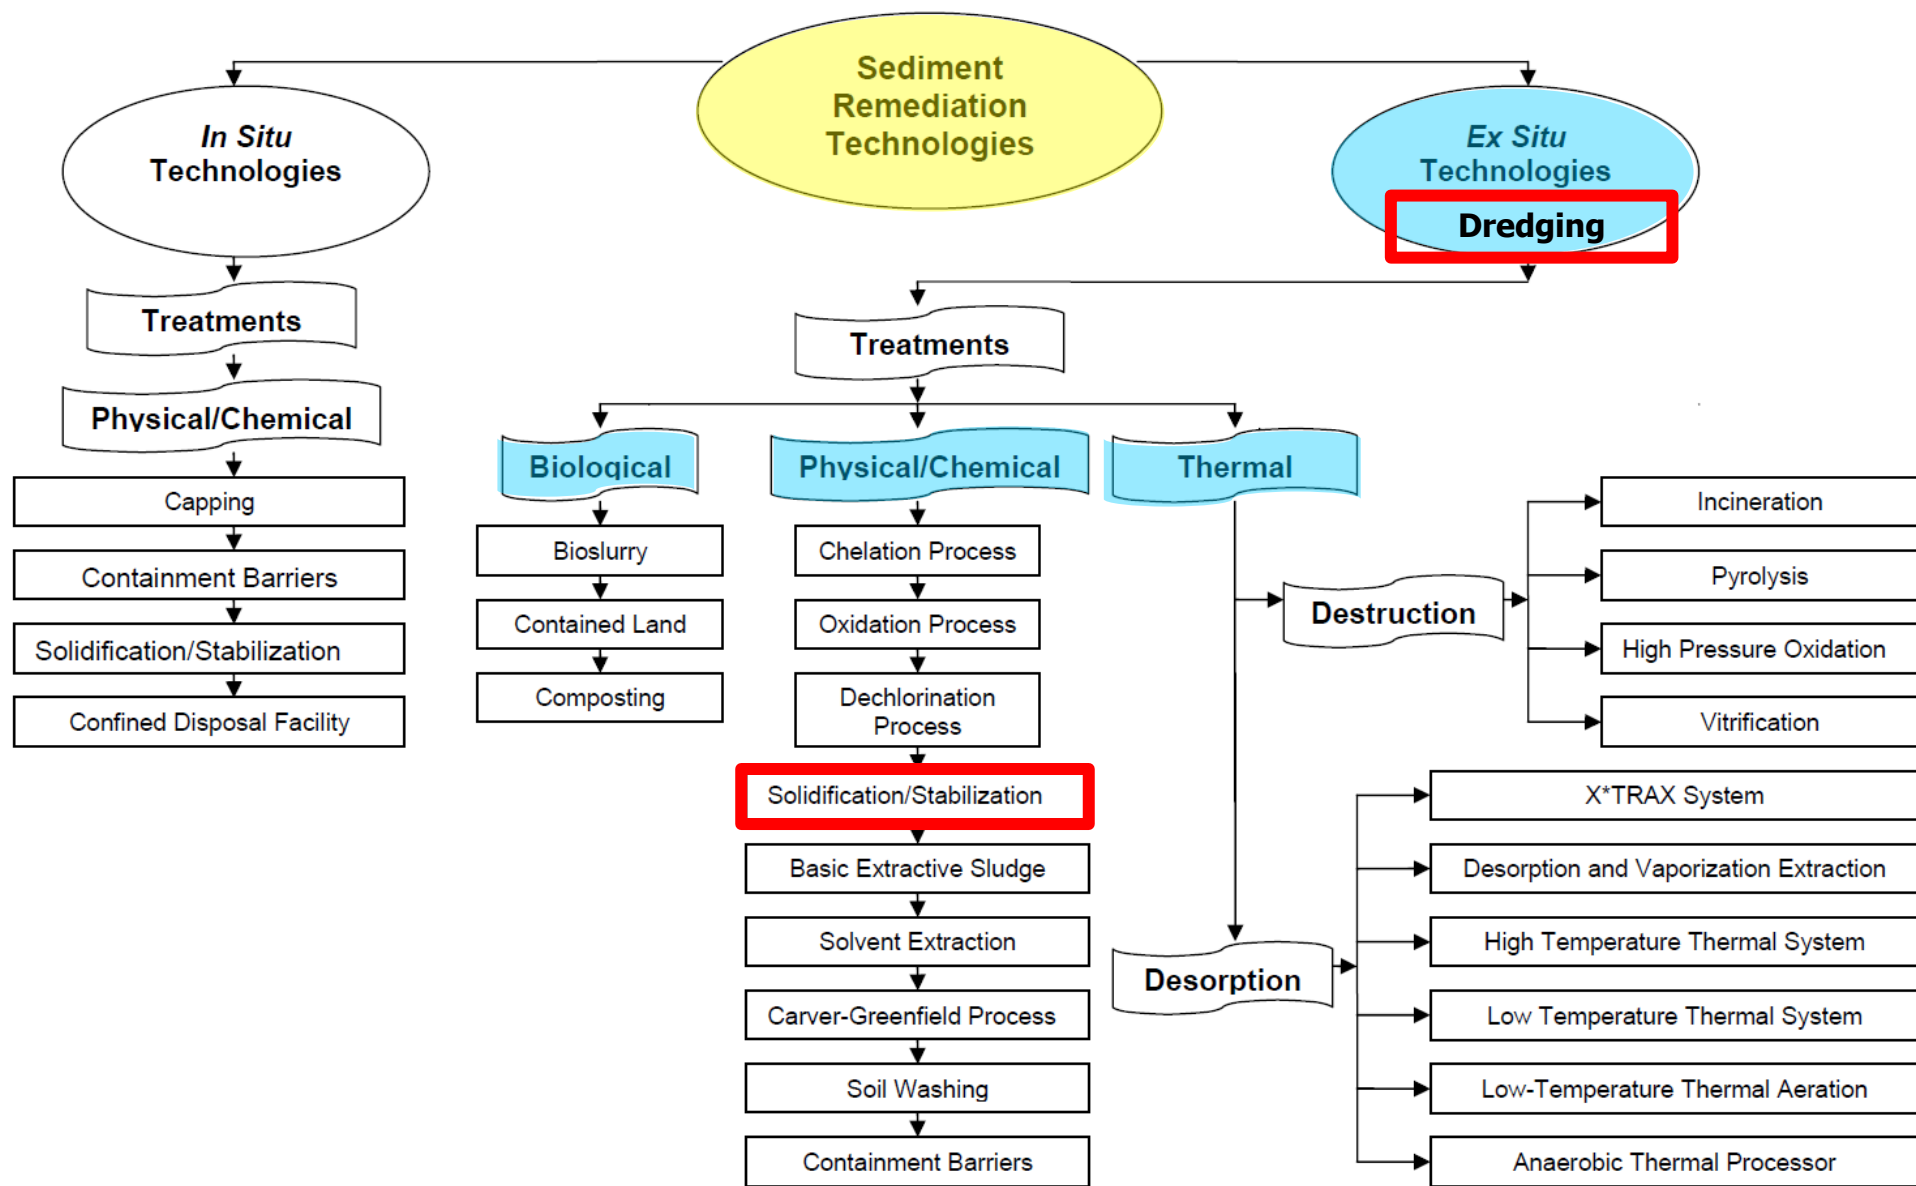 Sediment
Remediation
Technologies
In Situ
Technologies
Ex Situ
Technologies
Dredging
Treatments
Physical/Chemical
Capping
Containment Barriers
Solidification/Stabilization
Confined Disposal Facility
Treatments
Biological
Physical/Chemical
Thermal
Bioslurry
Contained Land
Composting
Chelation Process
Oxidation Process
Dechlorination
Process
Solidification/Stabilization
Basic Extractive Sludge
Solvent Extraction
Carver-Greenfield Process
Soil Washing
Containment Barriers
Destruction
Incineration
Pyrolysis
High Pressure Oxidation
Vitrification
Desorption
X*TRAX System
Desorption and Vaporization Extraction
High Temperature Thermal System
Low Temperature Thermal System
Low-Temperature Thermal Aeration
Anaerobic Thermal Processor